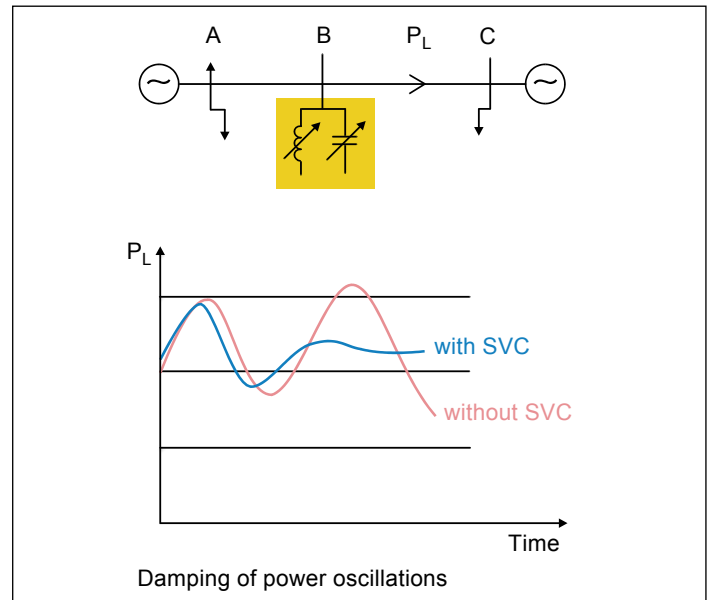 A B P_L C
P_L
with SVC
without SVC
Time
Damping of power oscillations